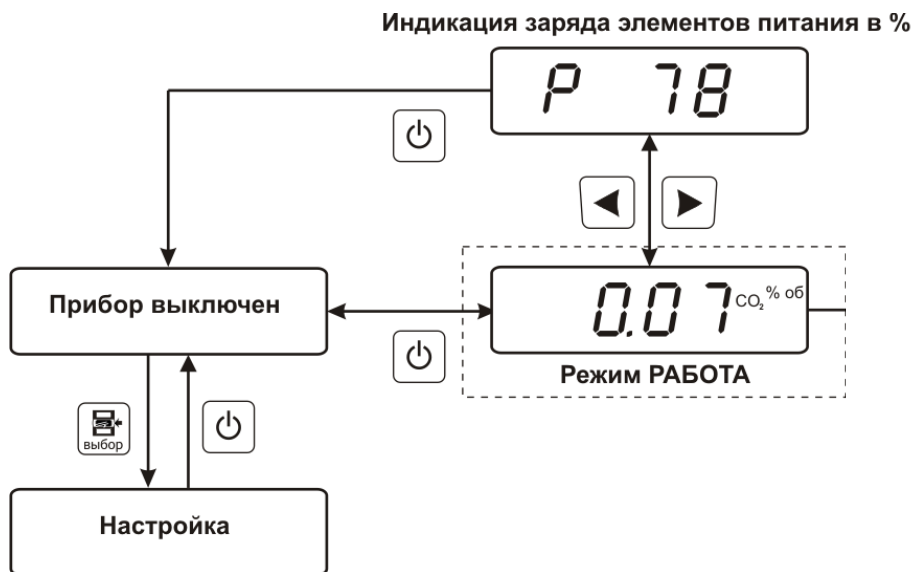 Индикация заряда элементов питания в %
P 78
Прибор выключен
0.07 CO₂ % об
Режим РАБОТА
выбор
Настройка